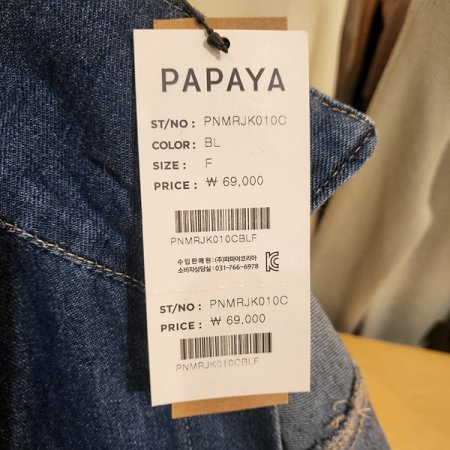 PAPAYA
ST/NO : PNMRJK010C
COLOR : BL
SIZE : F
PRICE : ₩ 69,000
PNMRJK010CBLF
수 입 판 매 원 : (주)파파야코리아
소비자상담실 : 031-766-6978
ST/NO : PNMRJK010C
PRICE : ₩ 69,000
PNMRJK010CBLF